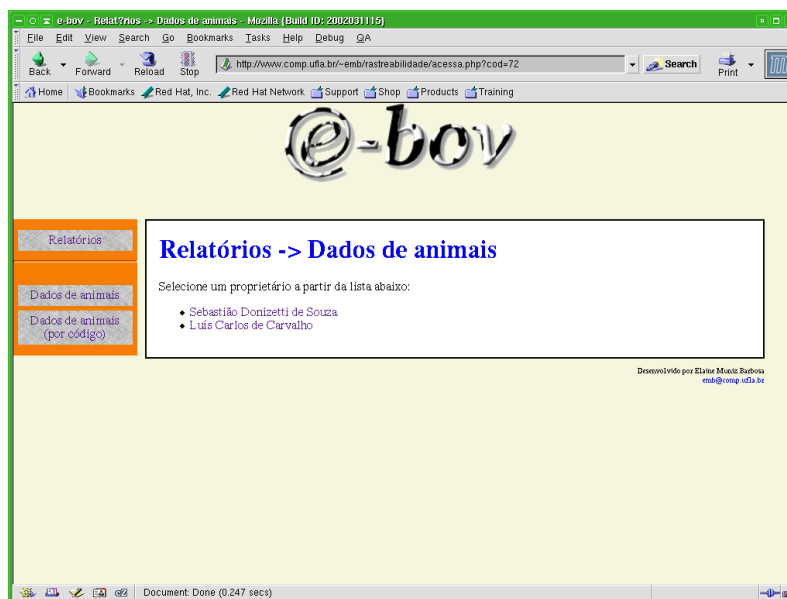 e-bov - Relat?rios -> Dados de animais - Mozilla {Build ID: 2002031115}
File Edit View Search Go Bookmarks Tasks Help Debug QA
Back Forward Reload Stop http://www.comp.ufla.br/~emb/rastreabilidade/acessa.php?cod=72 Search Print
Home Bookmarks Red Hat, Inc. Red Hat Network Support Shop Products Training
e-bov
Relatórios
Dados de animais
Dados de animais
(por código)
Relatórios -> Dados de animais
Selecione um proprietário a partir da lista abaixo:
Sebastião Donizetti de Souza
Luís Carlos de Carvalho
Desenvolvido por Elaine Muniz Barbosa
emb@comp.ufla.br
Document: Done (0.247 secs)